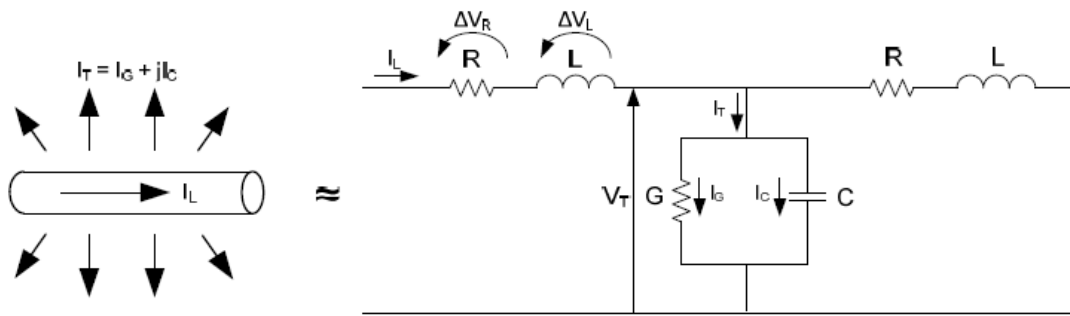 I_T = I_G + jI_C
I_L
≈
ΔV_R
ΔV_L
I_L
R
L
R
L
I_T
V_T
G
I_G
I_C
C